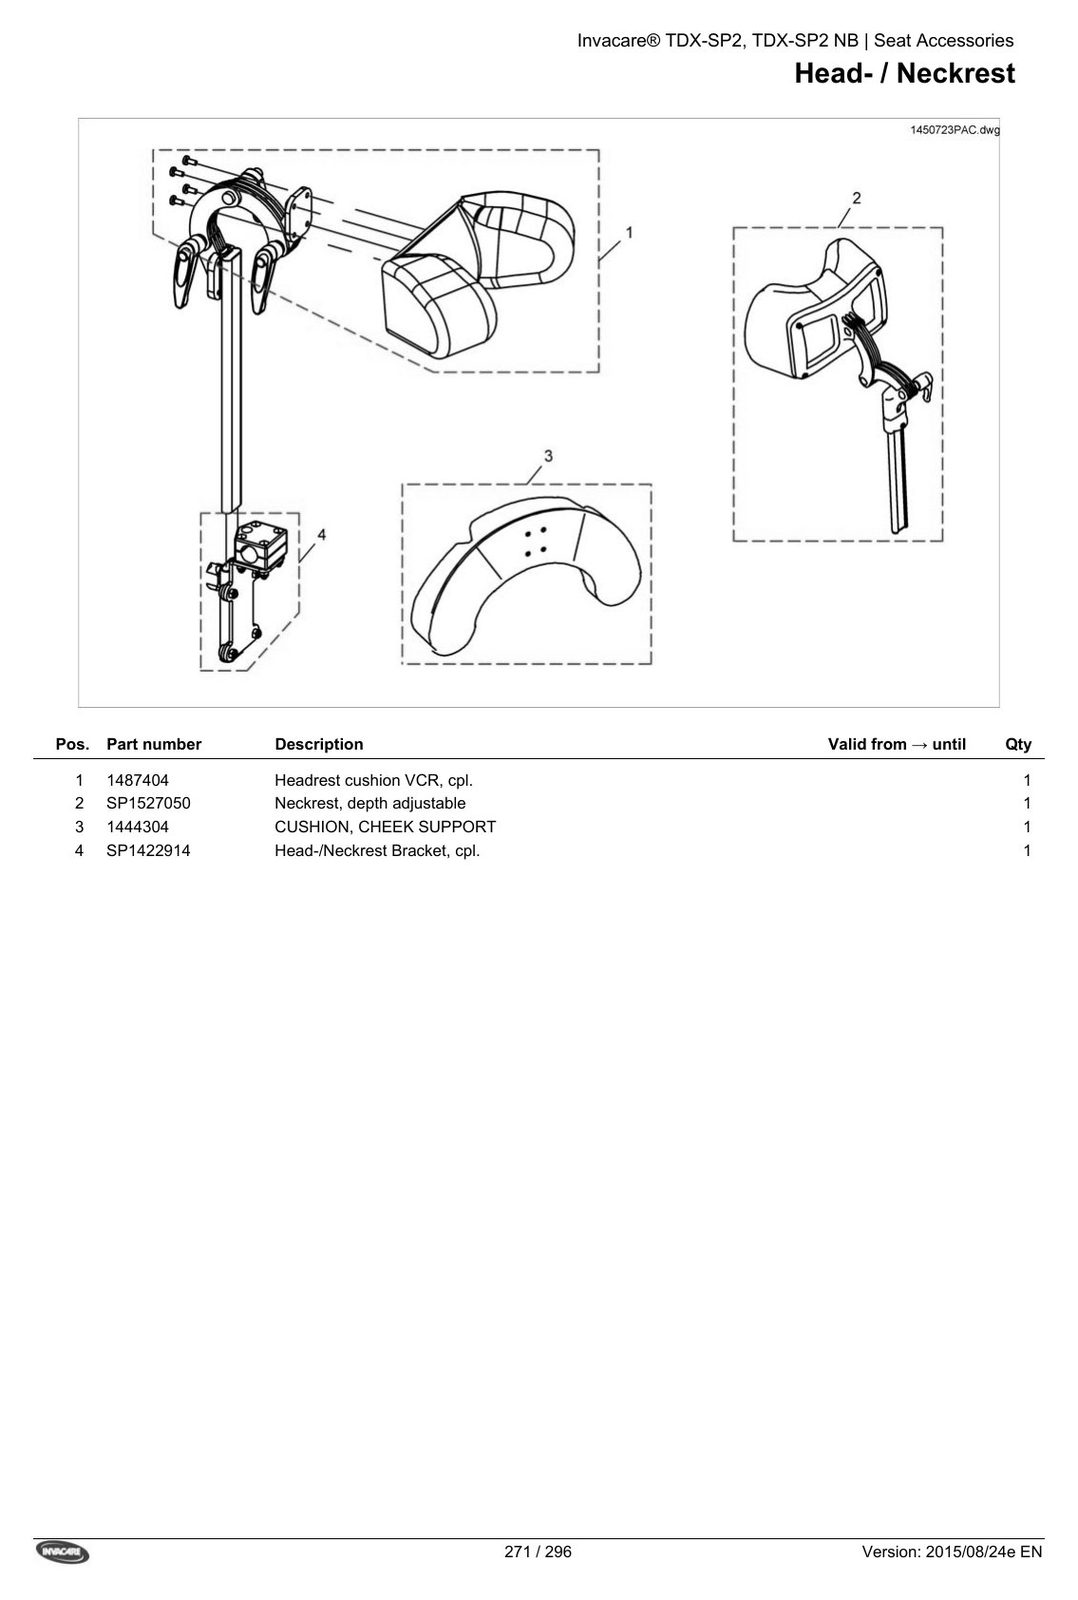 Invacare® TDX-SP2, TDX-SP2 NB | Seat Accessories
Head- / Neckrest
1450723PAC.dwg
1
2
3
4
Pos. Part number Description Valid from → until Qty
1 1487404 Headrest cushion VCR, cpl. 1
2 SP1527050 Neckrest, depth adjustable 1
3 1444304 CUSHION, CHEEK SUPPORT 1
4 SP1422914 Head-/Neckrest Bracket, cpl. 1
INVACARE 271 / 296 Version: 2015/08/24e EN